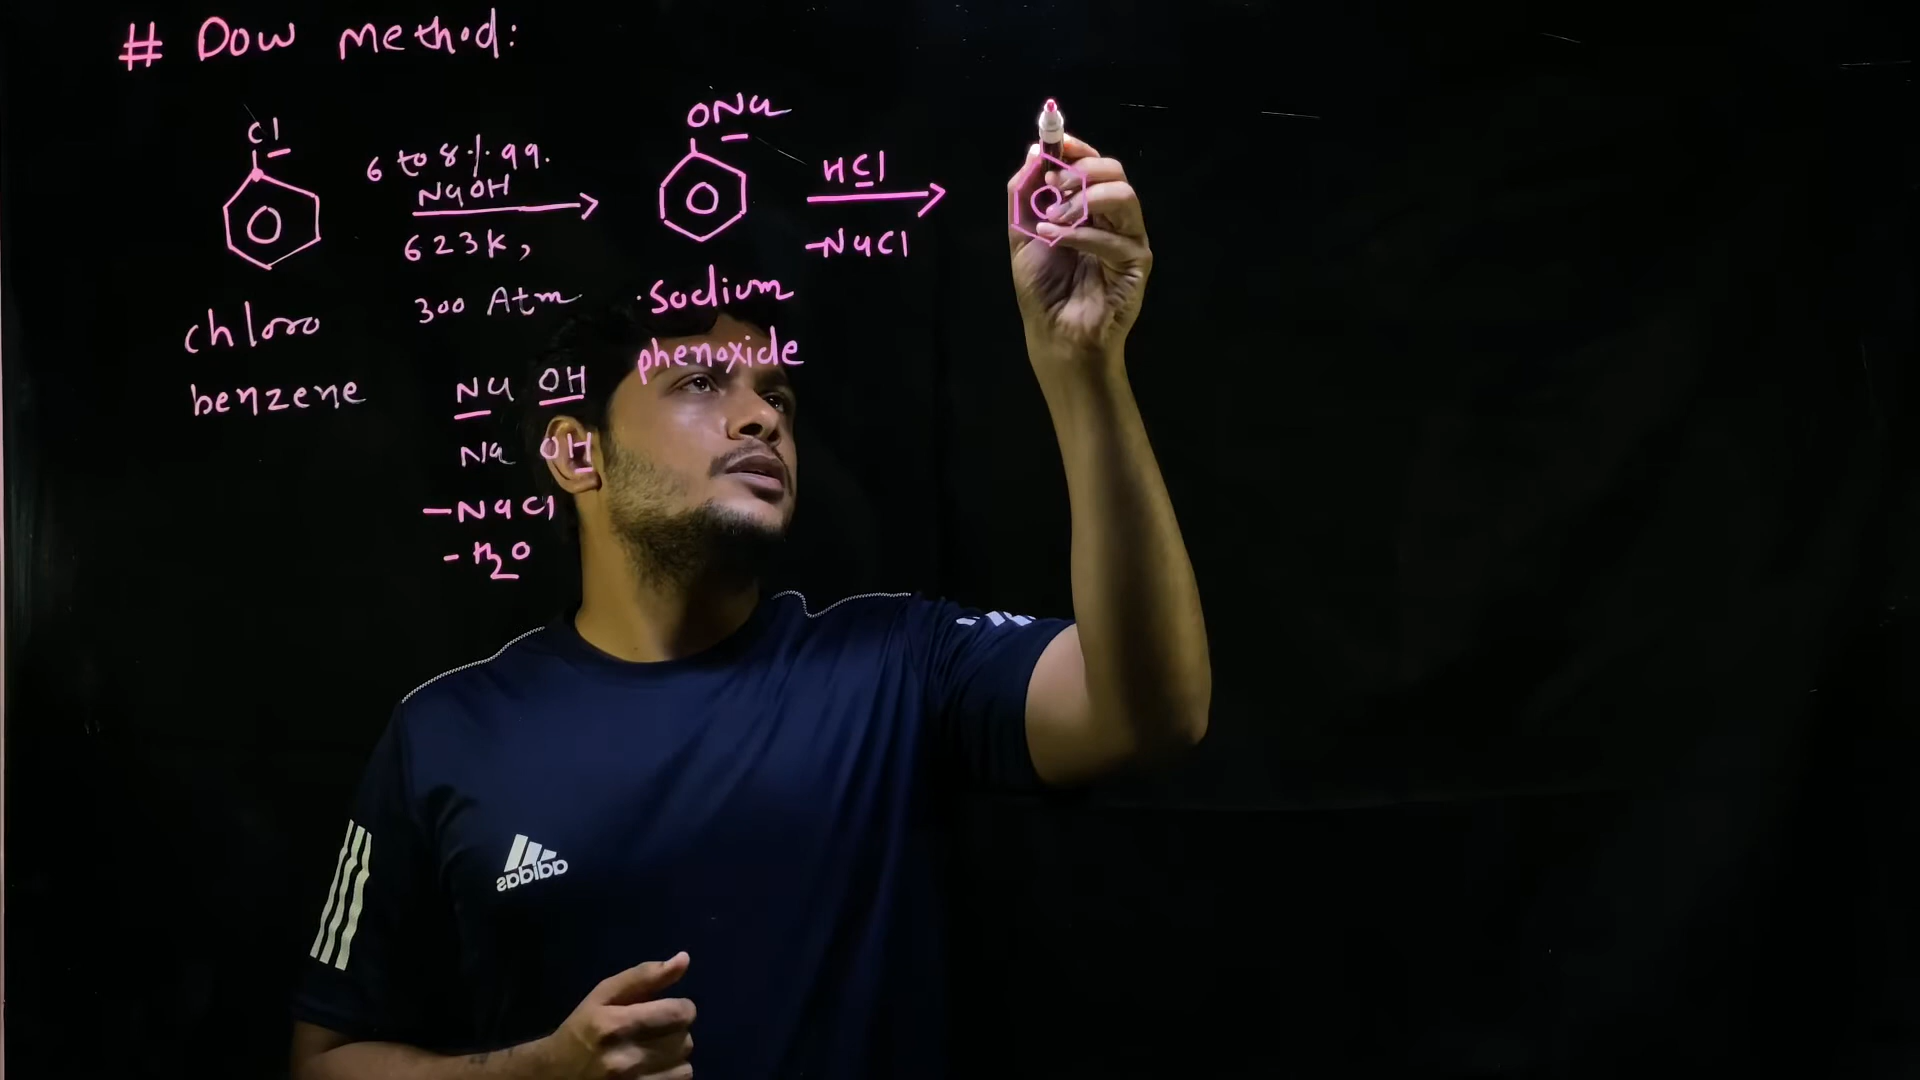 # Dow method:
Cl
6 to 8 % aq.
NaOH
623K,
300 Atm
chloro
benzene
Na OH
Na OH
-NaCl
-H2O
ONa
sodium
phenoxide
HCl
-NaCl
adidas